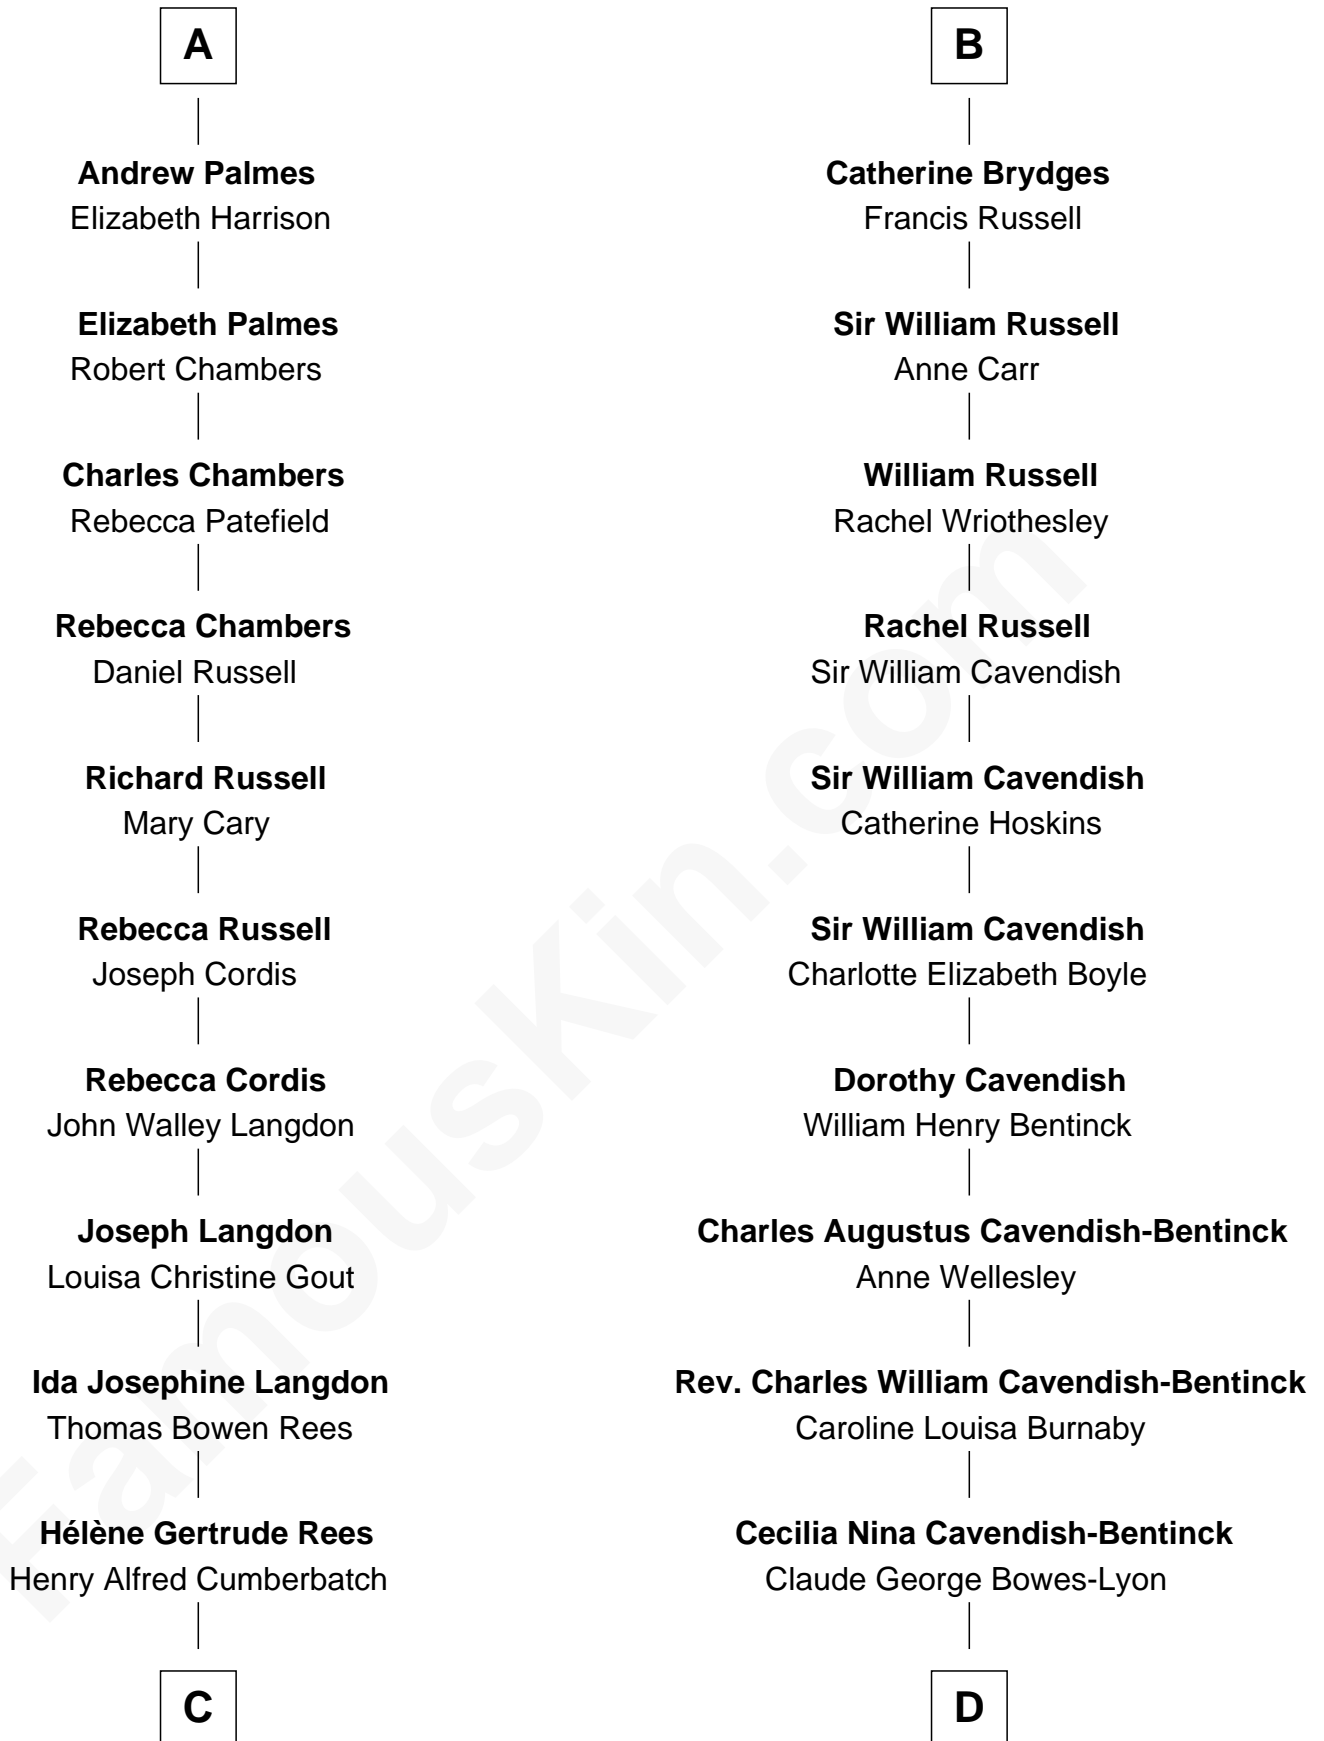 A
Andrew Palmes
Elizabeth Harrison
Elizabeth Palmes
Robert Chambers
Charles Chambers
Rebecca Patefield
Rebecca Chambers
Daniel Russell
Richard Russell
Mary Cary
Rebecca Russell
Joseph Cordis
Rebecca Cordis
John Walley Langdon
Joseph Langdon
Louisa Christine Gout
Ida Josephine Langdon
Thomas Bowen Rees
Hélène Gertrude Rees
Henry Alfred Cumberbatch
C
B
Catherine Brydges
Francis Russell
Sir William Russell
Anne Carr
William Russell
Rachel Wriothesley
Rachel Russell
Sir William Cavendish
Sir William Cavendish
Catherine Hoskins
Sir William Cavendish
Charlotte Elizabeth Boyle
Dorothy Cavendish
William Henry Bentinck
Charles Augustus Cavendish-Bentinck
Anne Wellesley
Rev. Charles William Cavendish-Bentinck
Caroline Louisa Burnaby
Cecilia Nina Cavendish-Bentinck
Claude George Bowes-Lyon
D
FamousKin.com